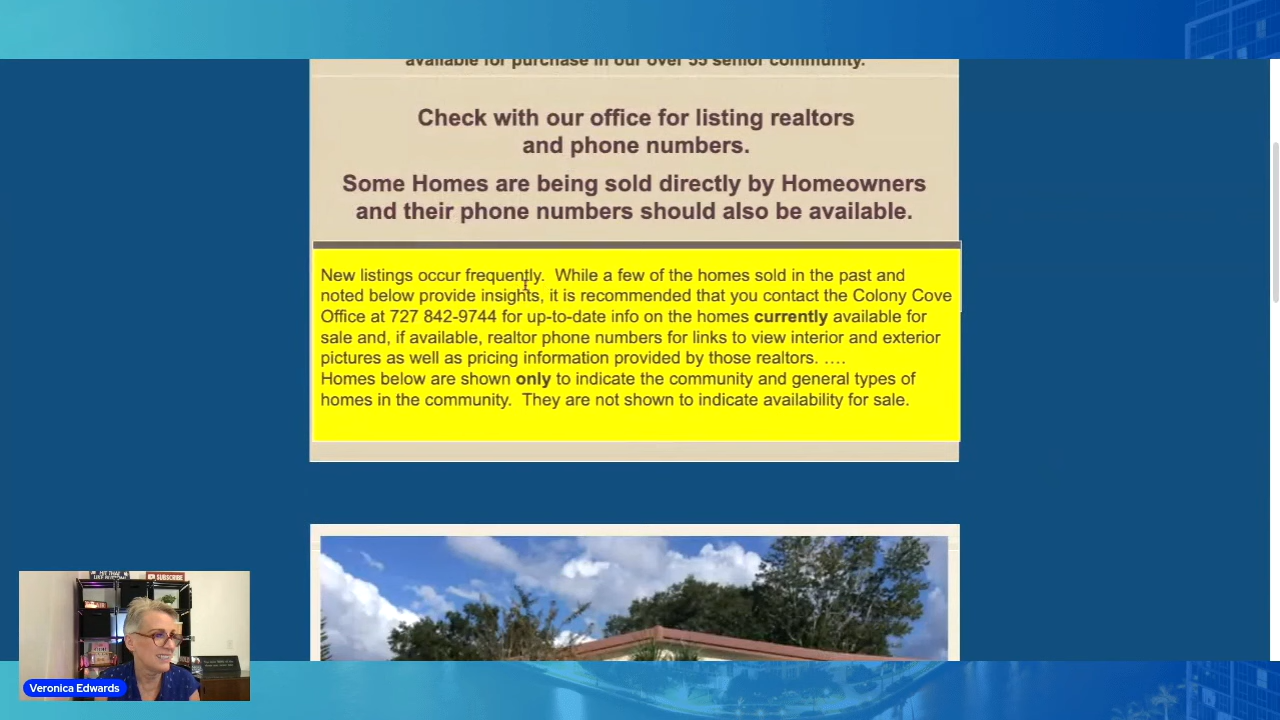 available for purchase in our over 55 senior community.
Check with our office for listing realtors
and phone numbers.
Some Homes are being sold directly by Homeowners
and their phone numbers should also be available.
New listings occur frequently. While a few of the homes sold in the past and
noted below provide insights, it is recommended that you contact the Colony Cove
Office at 727 842-9744 for up-to-date info on the homes currently available for
sale and, if available, realtor phone numbers for links to view interior and exterior
pictures as well as pricing information provided by those realtors. ....
Homes below are shown only to indicate the community and general types of
homes in the community. They are not shown to indicate availability for sale.
SUBSCRIBE
Veronica Edwards